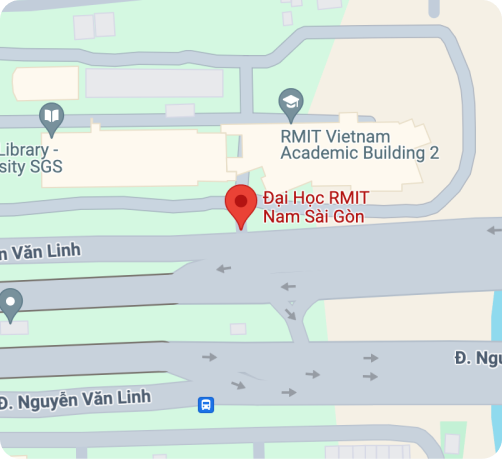 RMIT Vietnam
Academic Building 2
Library -
sity SGS
Đại Học RMIT
Nam Sài Gòn
n Văn Linh
Đ. Ngu
Đ. Nguyễn Văn Linh